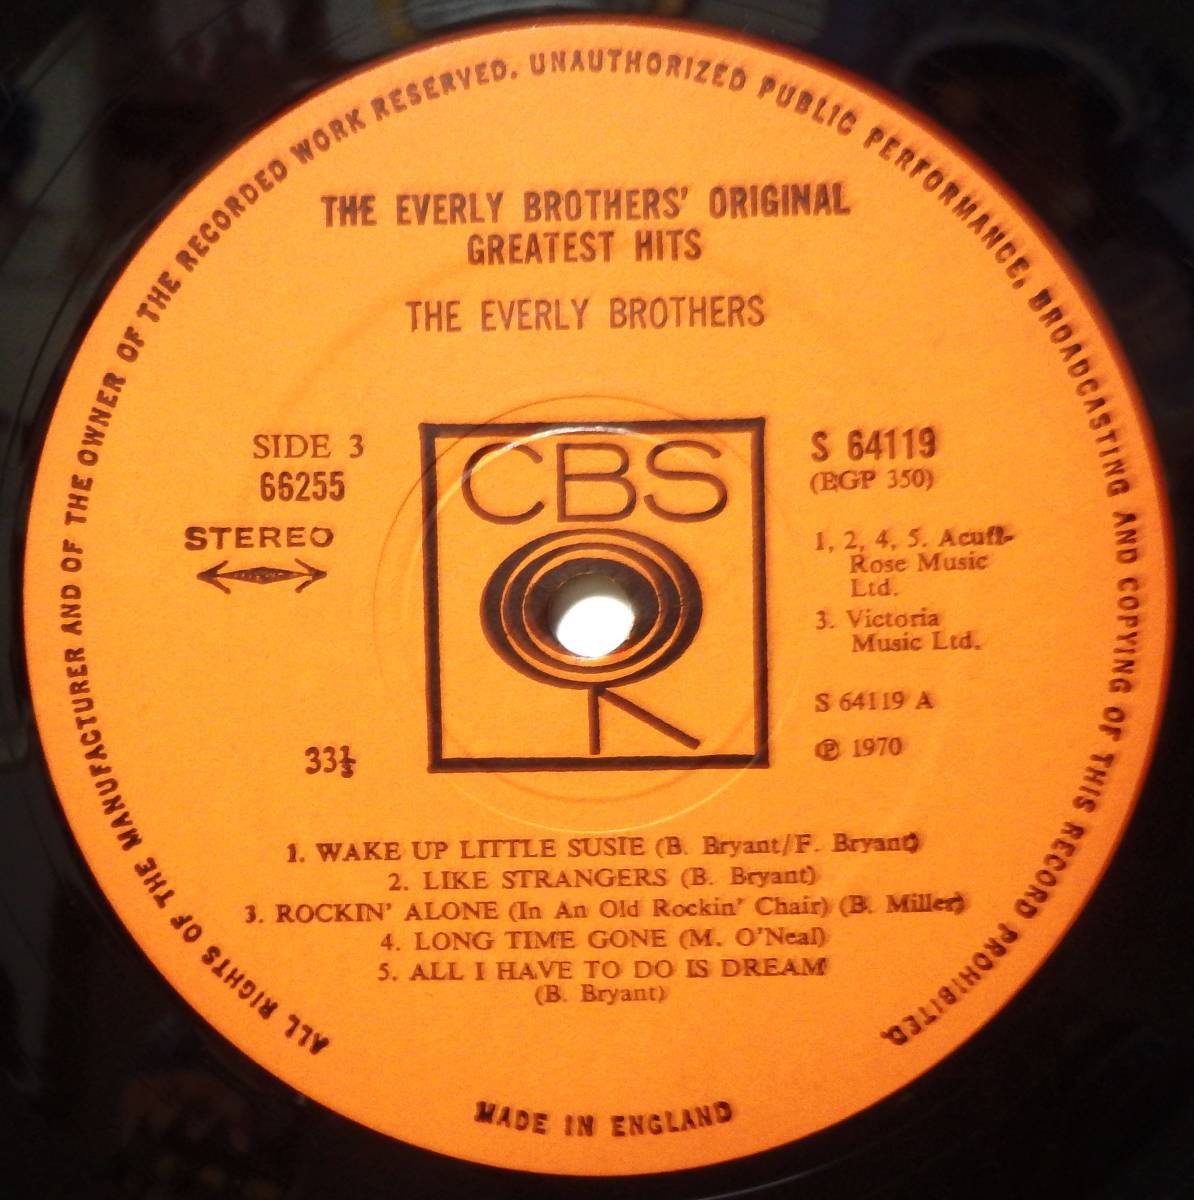 ALL RIGHTS OF THE MANUFACTURER AND OF THE OWNER OF THE RECORDED WORK RESERVED. UNAUTHORIZED PUBLIC PERFORMANCE, BROADCASTING AND COPYING OF THIS RECORD PROHIBITED.
THE EVERLY BROTHERS' ORIGINAL
GREATEST HITS
THE EVERLY BROTHERS
SIDE 3
66255
STEREO
33⅓
CBS
S 64119
(EGP 350)
1, 2, 4, 5. Acuff-
Rose Music
Ltd.
3. Victoria
Music Ltd.
S 64119 A
℗ 1970
1. WAKE UP LITTLE SUSIE (B. Bryant/F. Bryant)
2. LIKE STRANGERS (B. Bryant)
3. ROCKIN' ALONE (In An Old Rockin' Chair) (B. Miller)
4. LONG TIME GONE (M. O'Neal)
5. ALL I HAVE TO DO IS DREAM
(B. Bryant)
MADE IN ENGLAND